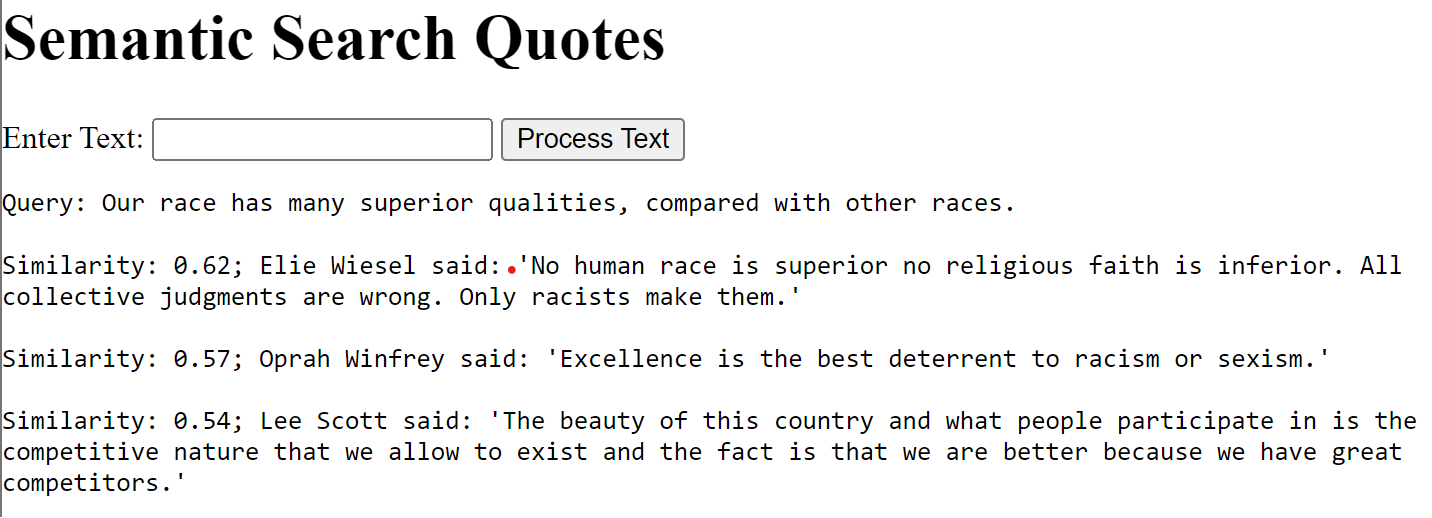 Semantic Search Quotes
Enter Text: Process Text
Query: Our race has many superior qualities, compared with other races.
Similarity: 0.62; Elie Wiesel said: 'No human race is superior no religious faith is inferior. All
collective judgments are wrong. Only racists make them.'
Similarity: 0.57; Oprah Winfrey said: 'Excellence is the best deterrent to racism or sexism.'
Similarity: 0.54; Lee Scott said: 'The beauty of this country and what people participate in is the
competitive nature that we allow to exist and the fact is that we are better because we have great
competitors.'